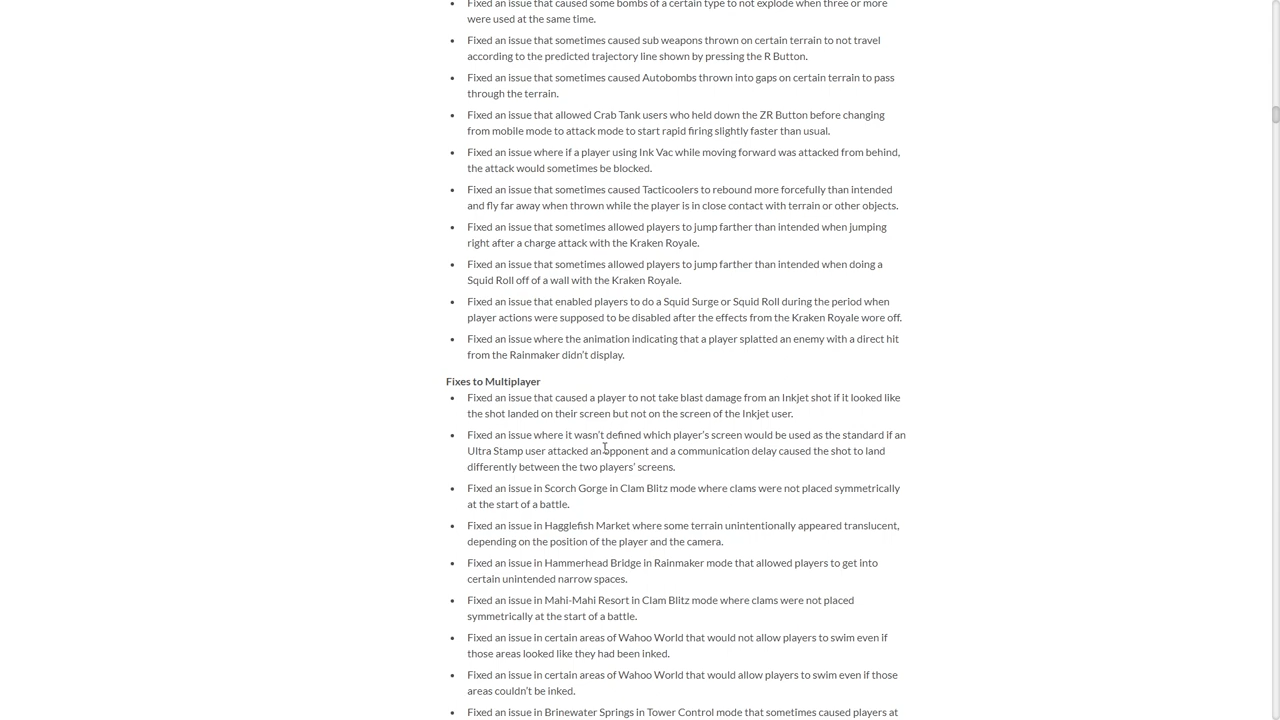 Fixed an issue that caused some bombs of a certain type to not explode when three or more
were used at the same time.
Fixed an issue that sometimes caused sub weapons thrown on certain terrain to not travel
according to the predicted trajectory line shown by pressing the R Button.
Fixed an issue that sometimes caused Autobombs thrown into gaps on certain terrain to pass
through the terrain.
Fixed an issue that allowed Crab Tank users who held down the ZR Button before changing
from mobile mode to attack mode to start rapid firing slightly faster than usual.
Fixed an issue where if a player using Ink Vac while moving forward was attacked from behind,
the attack would sometimes be blocked.
Fixed an issue that sometimes caused Tacticoolers to rebound more forcefully than intended
and fly far away when thrown while the player is in close contact with terrain or other objects.
Fixed an issue that sometimes allowed players to jump farther than intended when jumping
right after a charge attack with the Kraken Royale.
Fixed an issue that sometimes allowed players to jump farther than intended when doing a
Squid Roll off of a wall with the Kraken Royale.
Fixed an issue that enabled players to do a Squid Surge or Squid Roll during the period when
player actions were supposed to be disabled after the effects from the Kraken Royale wore off.
Fixed an issue where the animation indicating that a player splatted an enemy with a direct hit
from the Rainmaker didn't display.
Fixes to Multiplayer
Fixed an issue that caused a player to not take blast damage from an Inkjet shot if it looked like
the shot landed on their screen but not on the screen of the Inkjet user.
Fixed an issue where it wasn't defined which player's screen would be used as the standard if an
Ultra Stamp user attacked an opponent and a communication delay caused the shot to land
differently between the two players' screens.
Fixed an issue in Scorch Gorge in Clam Blitz mode where clams were not placed symmetrically
at the start of a battle.
Fixed an issue in Hagglefish Market where some terrain unintentionally appeared translucent,
depending on the position of the player and the camera.
Fixed an issue in Hammerhead Bridge in Rainmaker mode that allowed players to get into
certain unintended narrow spaces.
Fixed an issue in Mahi-Mahi Resort in Clam Blitz mode where clams were not placed
symmetrically at the start of a battle.
Fixed an issue in certain areas of Wahoo World that would not allow players to swim even if
those areas looked like they had been inked.
Fixed an issue in certain areas of Wahoo World that would allow players to swim even if those
areas couldn't be inked.
Fixed an issue in Brinewater Springs in Tower Control mode that sometimes caused players at